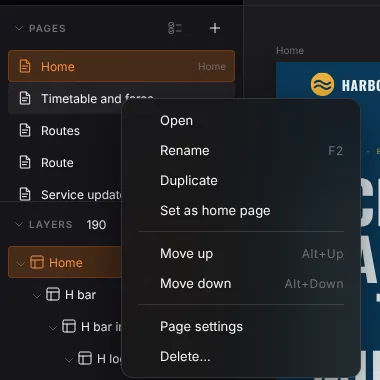 PAGES
Home Home
Timetable and fares
Routes
Route
Service update
LAYERS 190
Home
H bar
H bar in
H log
Open
Rename F2
Duplicate
Set as home page
Move up Alt+Up
Move down Alt+Down
Page settings
Delete...
Home
HARBO